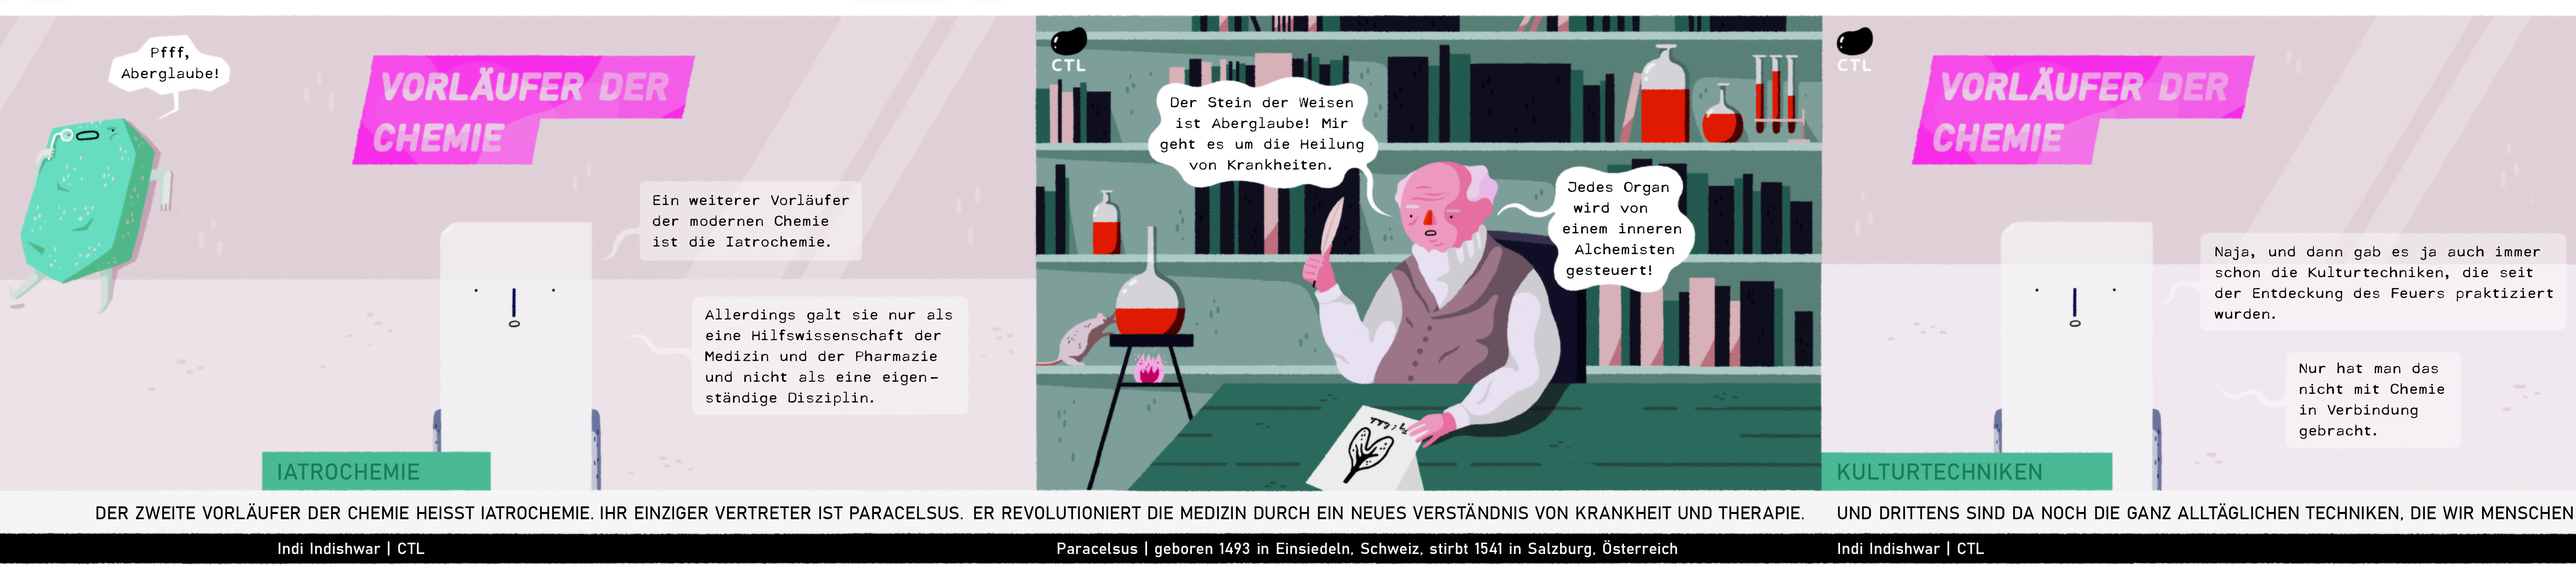 Pfff,
Aberglaube!
VORLÄUFER DER
CHEMIE
Ein weiterer Vorläufer
der modernen Chemie
ist die Iatrochemie.
Allerdings galt sie nur als
eine Hilfswissenschaft der
Medizin und der Pharmazie
und nicht als eine eigen-
ständige Disziplin.
IATROCHEMIE
CTL
Der Stein der Weisen
ist Aberglaube! Mir
geht es um die Heilung
von Krankheiten.
Jedes Organ
wird von
einem inneren
Alchemisten
gesteuert!
CTL
VORLÄUFER DER
CHEMIE
Naja, und dann gab es ja auch immer
schon die Kulturtechniken, die seit
der Entdeckung des Feuers praktiziert
wurden.
Nur hat man das
nicht mit Chemie
in Verbindung
gebracht.
KULTURTECHNIKEN
DER ZWEITE VORLÄUFER DER CHEMIE HEISST IATROCHEMIE. IHR EINZIGER VERTRETER IST PARACELSUS. ER REVOLUTIONIERT DIE MEDIZIN DURCH EIN NEUES VERSTÄNDNIS VON KRANKHEIT UND THERAPIE. UND DRITTENS SIND DA NOCH DIE GANZ ALLTÄGLICHEN TECHNIKEN, DIE WIR MENSCHEN
Indi Indishwar | CTL
Paracelsus | geboren 1493 in Einsiedeln, Schweiz, stirbt 1541 in Salzburg, Österreich
Indi Indishwar | CTL